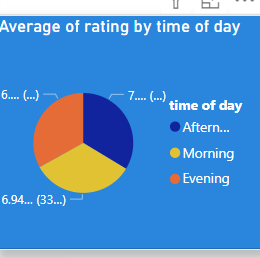 Average of rating by time of day
6.... (...)
7.... (...)
time of day
Aftern...
Morning
Evening
6.94... (33...)